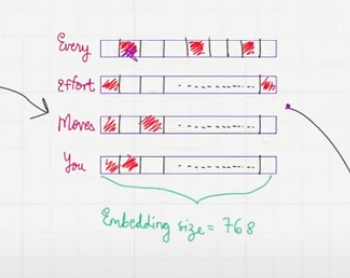 Every
Effort
Moves
You
Embedding size = 768